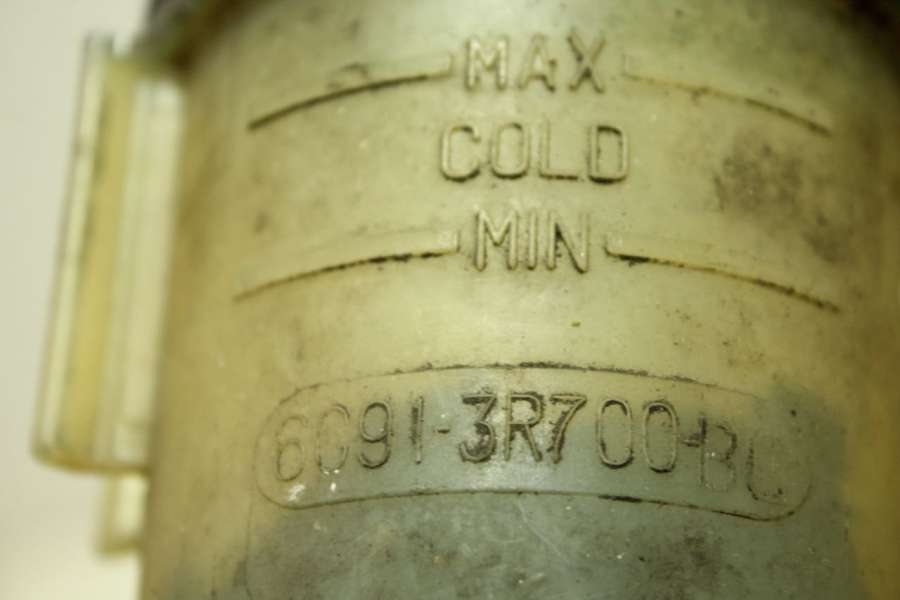 MAX
COLD
MIN
6G91-3R700-BC